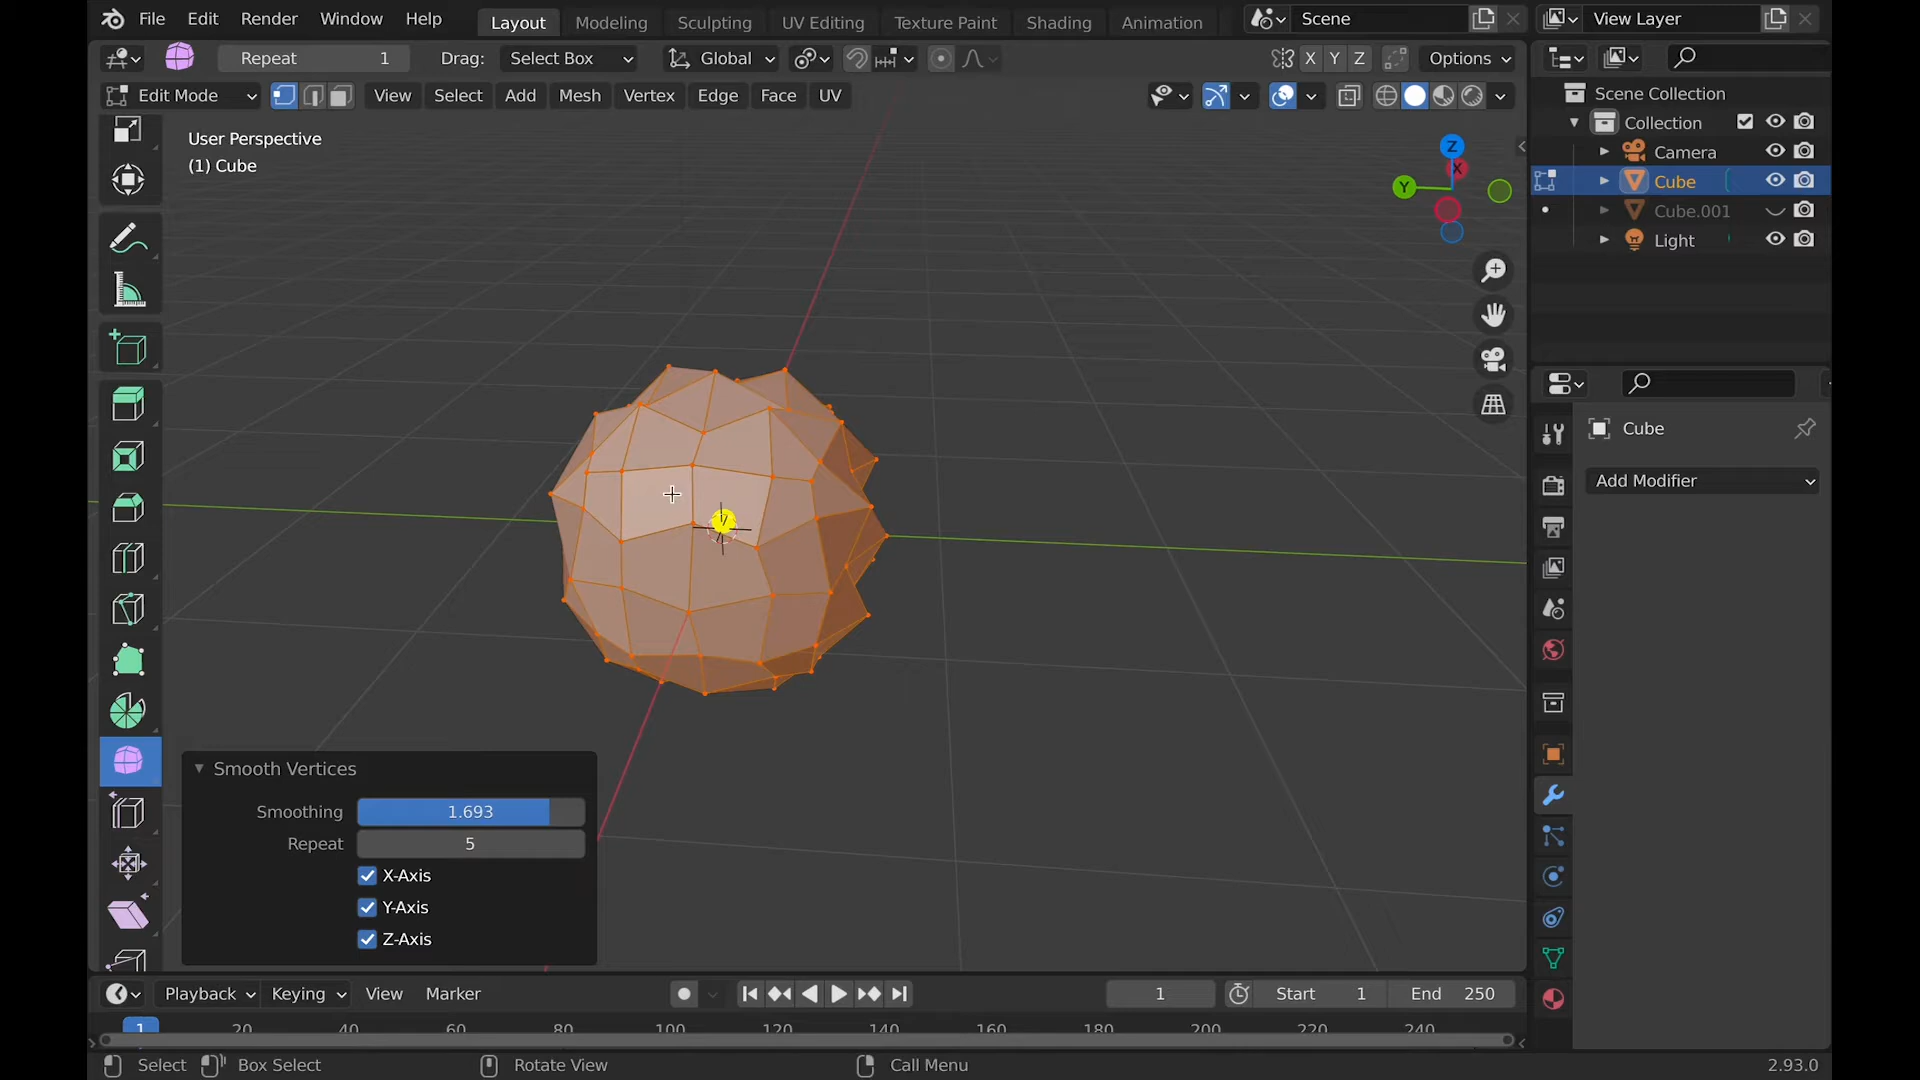 File Edit Render Window Help Layout Modeling Sculpting UV Editing Texture Paint Shading Animation Scene View Layer
Repeat 1 Drag: Select Box Global X Y Z Options
Edit Mode View Select Add Mesh Vertex Edge Face UV
User Perspective
(1) Cube
Z
X
Y
Scene Collection
Collection
Camera
Cube
Cube.001
Light
Cube
Add Modifier
Smooth Vertices
Smoothing 1.693
Repeat 5
X-Axis
Y-Axis
Z-Axis
Playback Keying View Marker 1 Start 1 End 250
1 20 40 60 80 100 120 140 160 180 200 220 240
Select Box Select Rotate View Call Menu 2.93.0